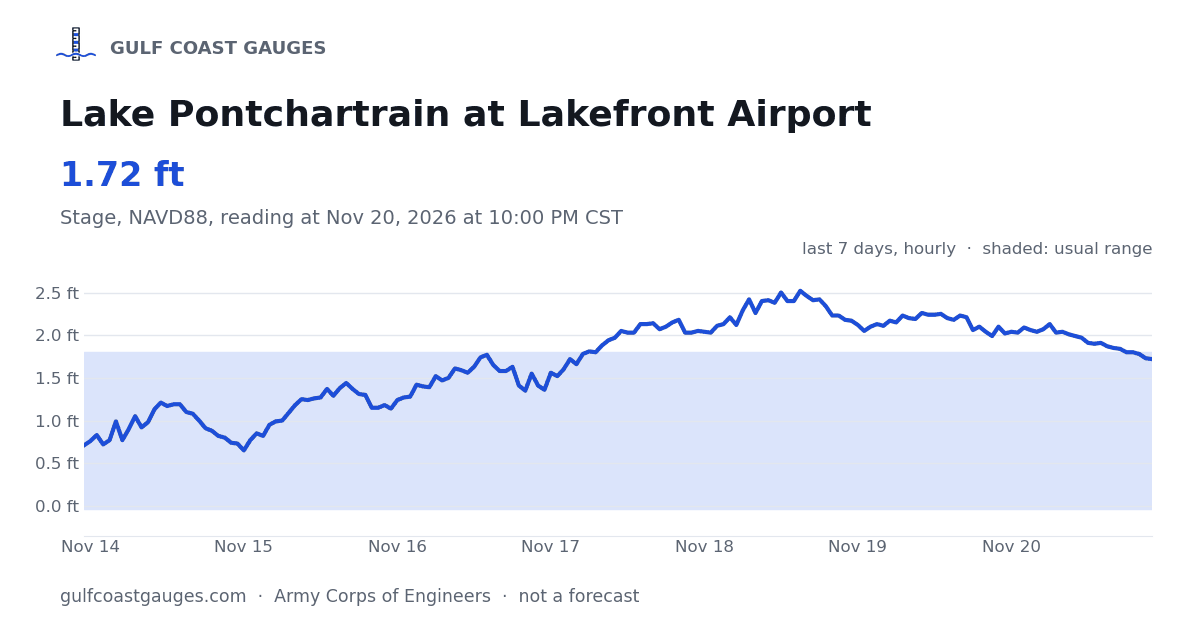 GULF COAST GAUGES
Lake Pontchartrain at Lakefront Airport
1.72 ft
Stage, NAVD88, reading at Nov 20, 2026 at 10:00 PM CST
last 7 days, hourly · shaded: usual range
2.5 ft
2.0 ft
1.5 ft
1.0 ft
0.5 ft
0.0 ft
Nov 14 Nov 15 Nov 16 Nov 17 Nov 18 Nov 19 Nov 20
gulfcoastgauges.com · Army Corps of Engineers · not a forecast